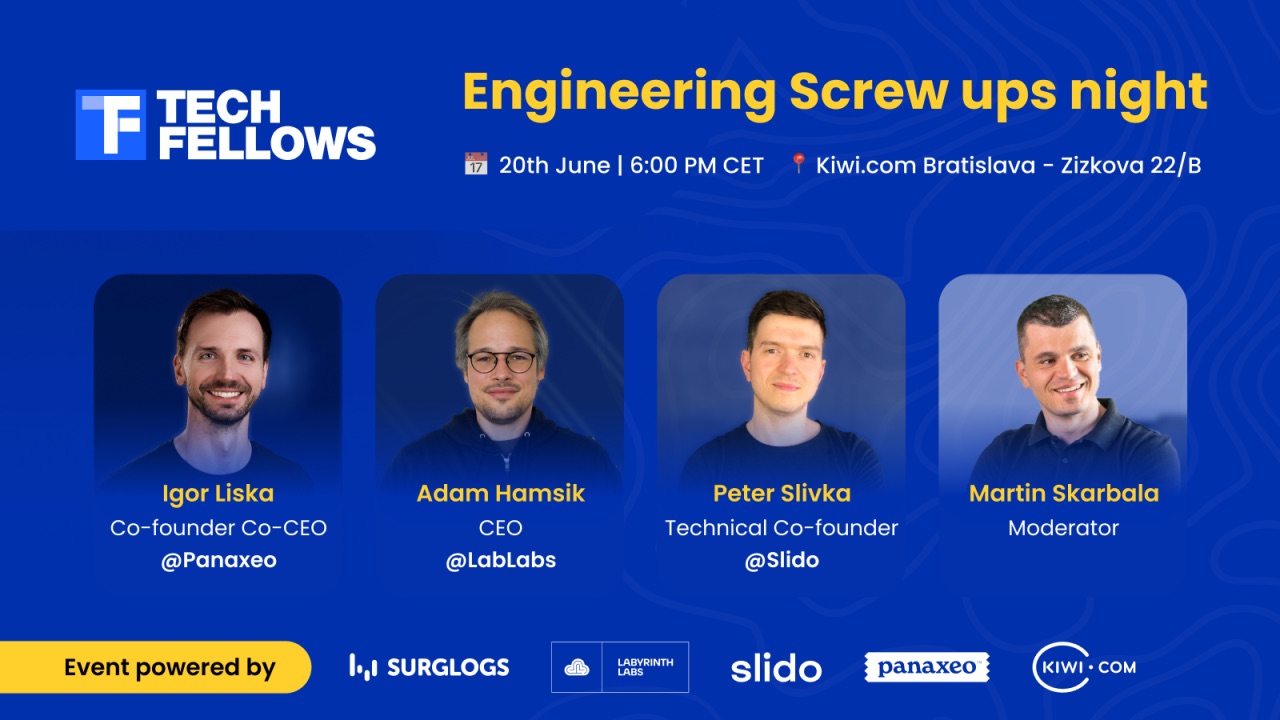 TECH
FELLOWS
Engineering Screw ups night
17
20th June | 6:00 PM CET
Kiwi.com Bratislava - Zizkova 22/B
Igor Liska
Co-founder Co-CEO
@Panaxeo
Adam Hamsik
CEO
@LabLabs
Peter Slivka
Technical Co-founder
@Slido
Martin Skarbala
Moderator
Event powered by
SURGLOGS
LABYRINTH
LABS
slido
panaxeo
KIWI·COM